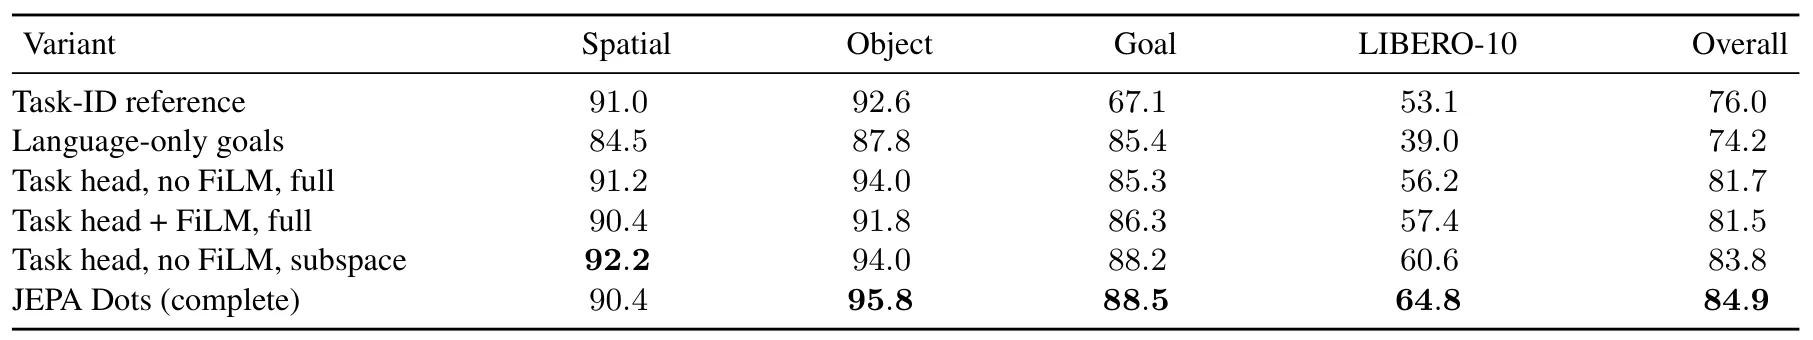 Variant Spatial Object Goal LIBERO-10 Overall
Task-ID reference 91.0 92.6 67.1 53.1 76.0
Language-only goals 84.5 87.8 85.4 39.0 74.2
Task head, no FiLM, full 91.2 94.0 85.3 56.2 81.7
Task head + FiLM, full 90.4 91.8 86.3 57.4 81.5
Task head, no FiLM, subspace 92.2 94.0 88.2 60.6 83.8
JEPA Dots (complete) 90.4 95.8 88.5 64.8 84.9